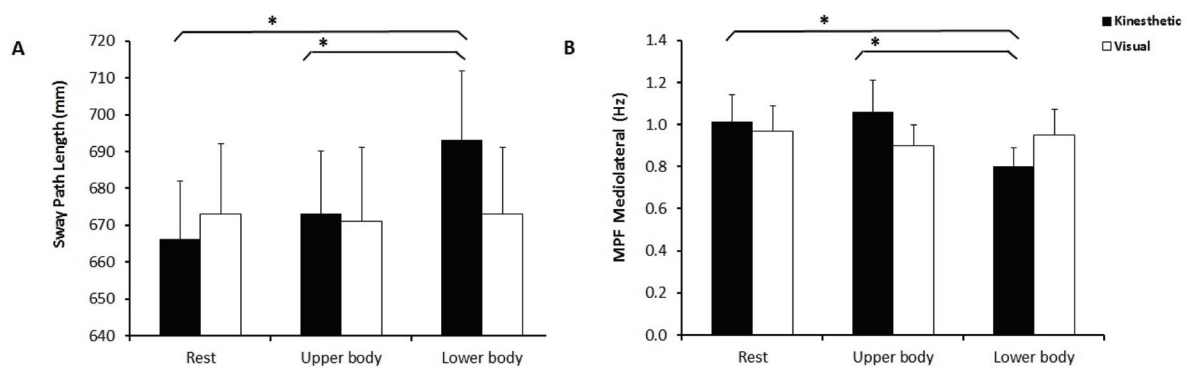 A
Sway Path Length (mm)
720
710
700
690
680
670
660
650
640
*
*
Rest
Upper body
Lower body
B
MPF Mediolateral (Hz)
1.4
1.2
1.0
0.8
0.6
0.4
0.2
0.0
*
*
Rest
Upper body
Lower body
Kinesthetic
Visual